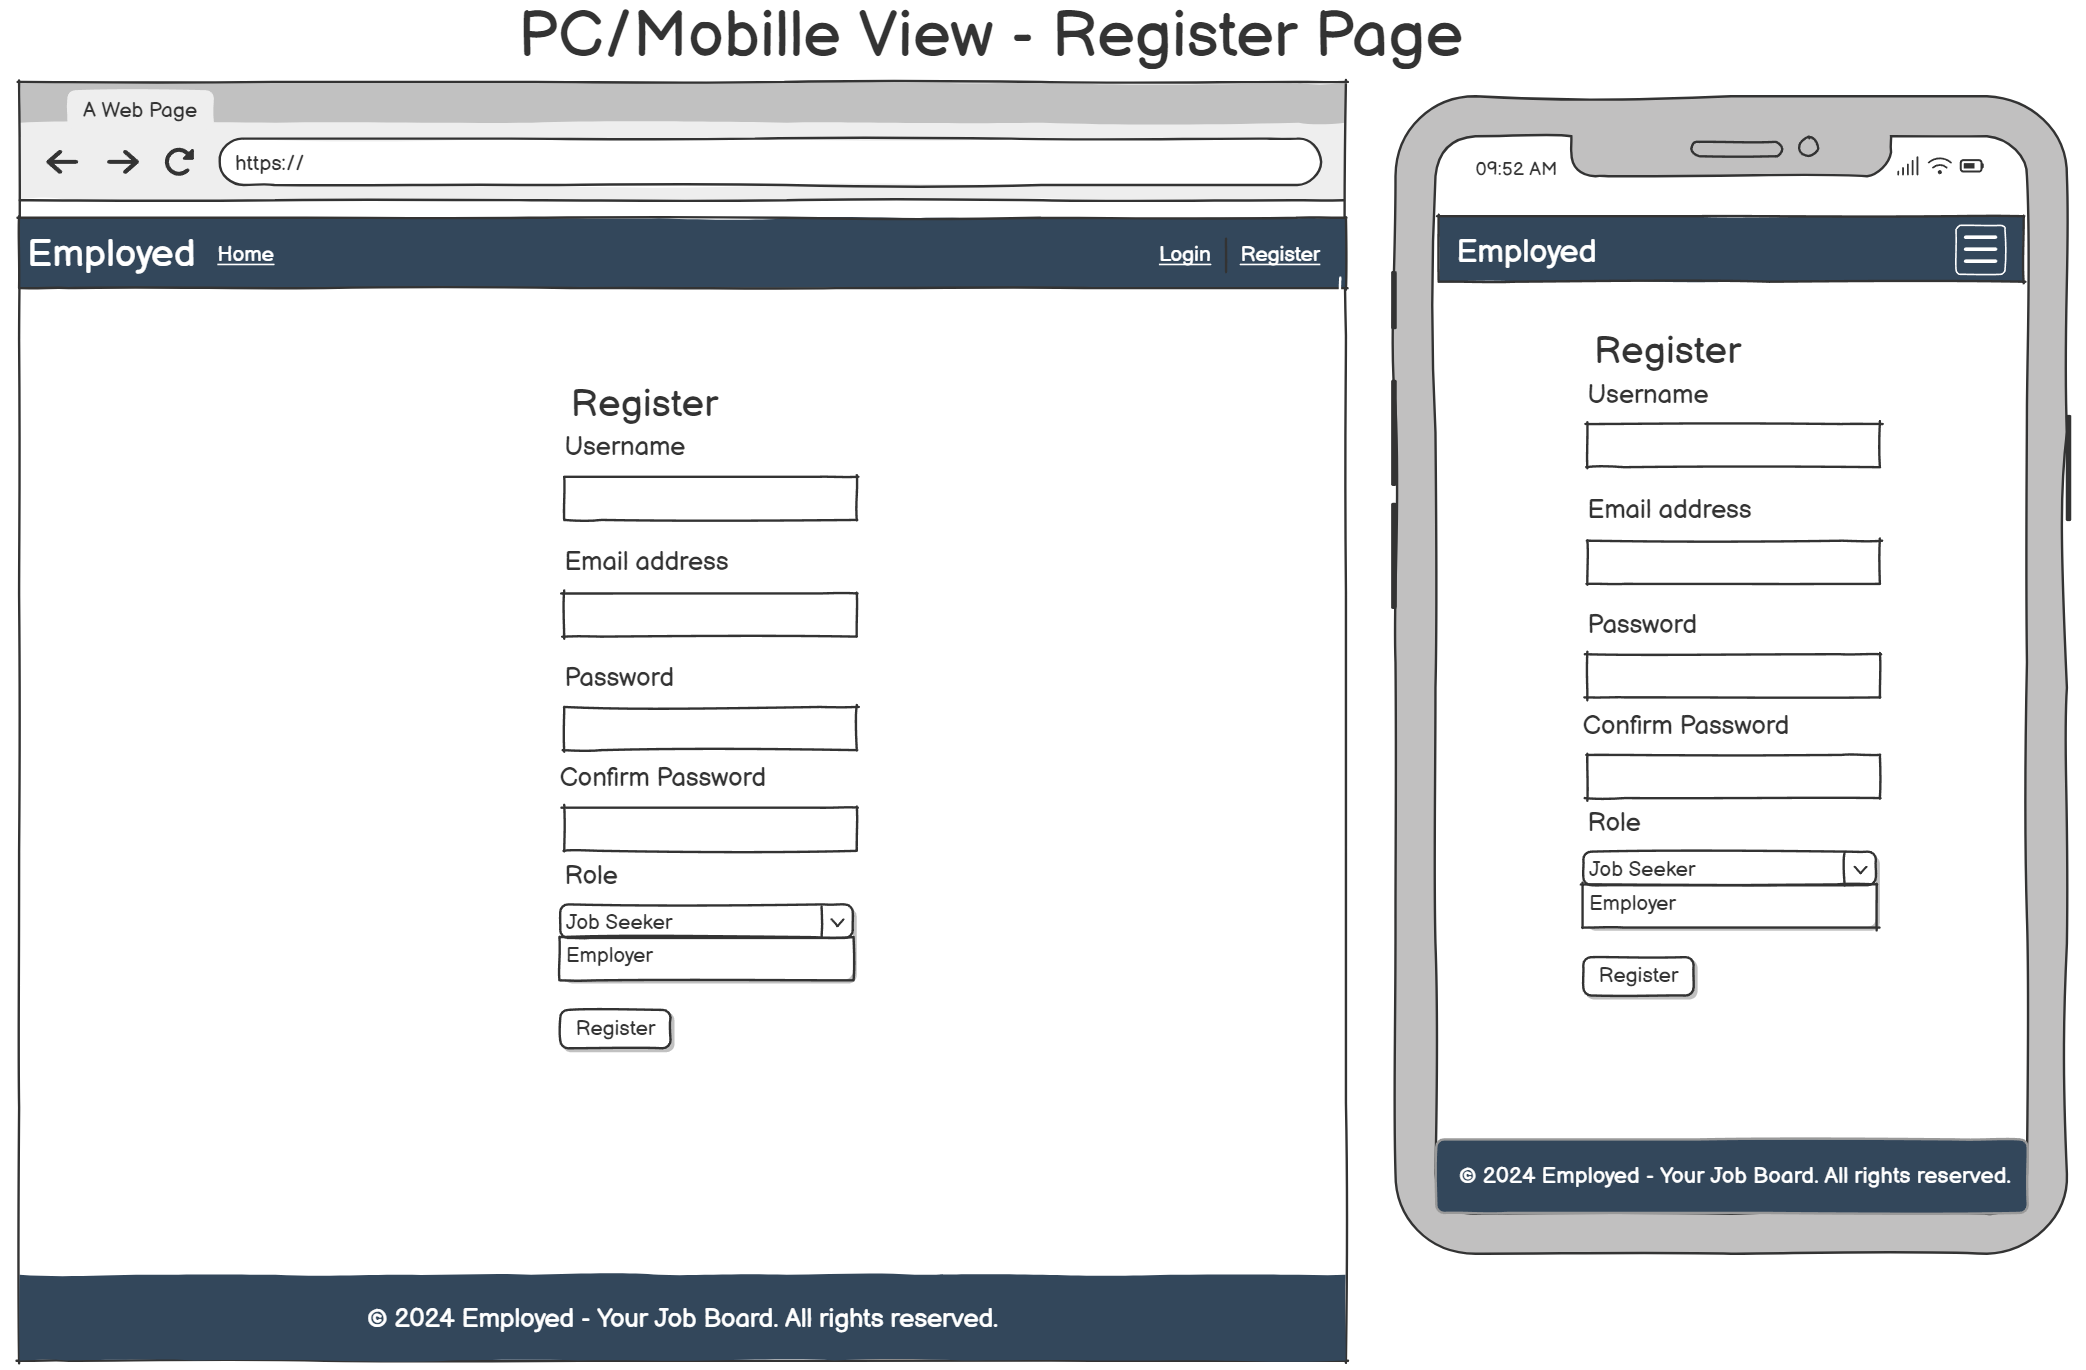 PC/Mobille View - Register Page
A Web Page
https://
Employed Home Login Register
Register
Username
Email address
Password
Confirm Password
Role
Job Seeker
Employer
Register
© 2024 Employed - Your Job Board. All rights reserved.
09:52 AM
Employed
Register
Username
Email address
Password
Confirm Password
Role
Job Seeker
Employer
Register
© 2024 Employed - Your Job Board. All rights reserved.